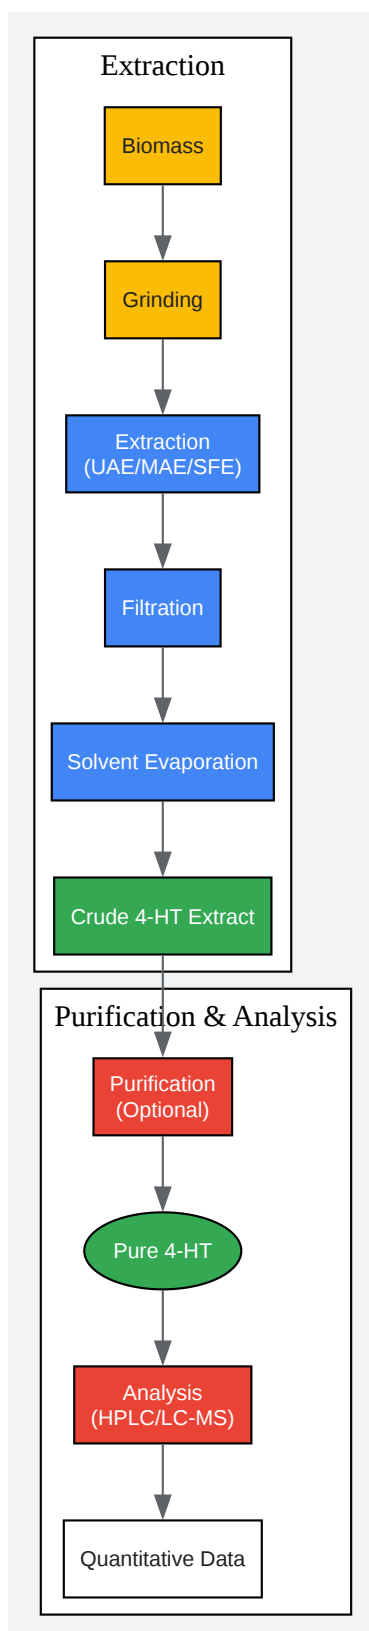 Extraction
Biomass
Grinding
Extraction
(UAE/MAE/SFE)
Filtration
Solvent Evaporation
Crude 4-HT Extract
Purification & Analysis
Purification
(Optional)
Pure 4-HT
Analysis
(HPLC/LC-MS)
Quantitative Data